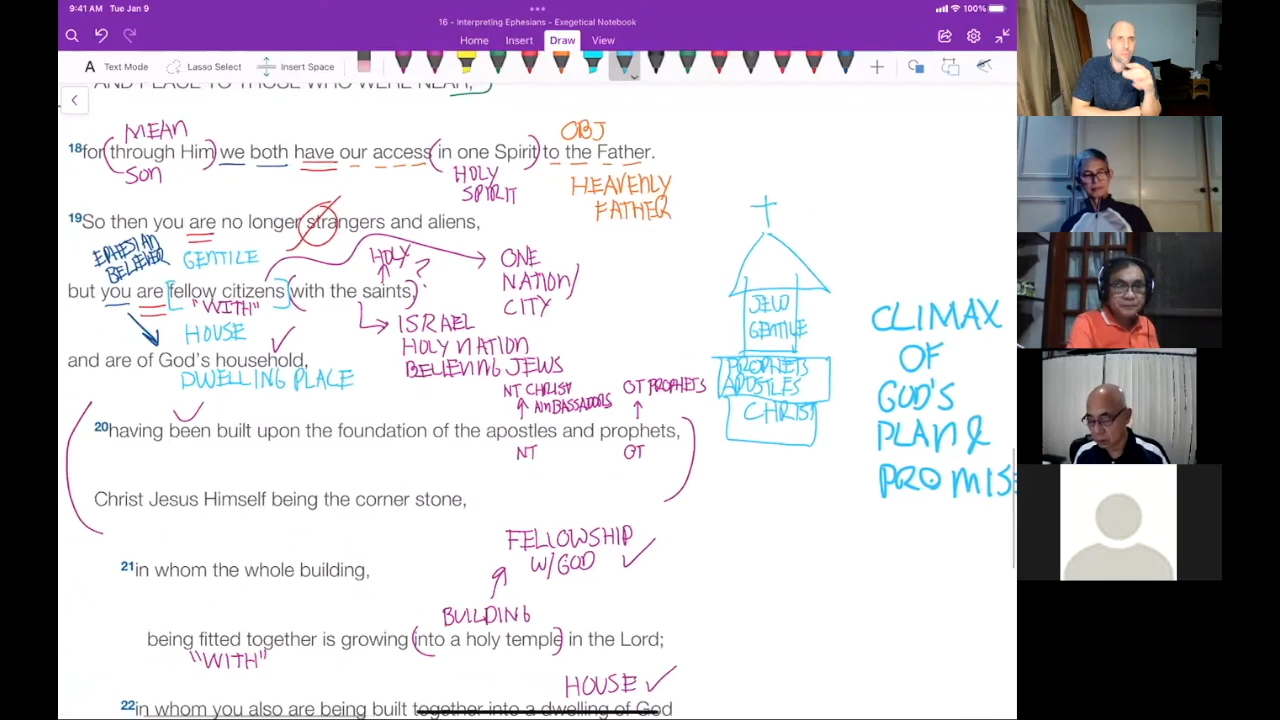 9:41 AM Tue Jan 9
100%
16 - Interpreting Ephesians - Exegetical Notebook
Home Insert Draw View
A Text Mode Lasso Select Insert Space
AND PEACE TO THOSE WHO WERE NEAR;
MEAN OBJ
18for (through Him) we both have our access (in one Spirit) to the Father.
SON HOLY SPIRIT HEAVENLY FATHER
19So then you are no longer strangers and aliens,
EPHESIAN BELIEVER GENTILE HOLY ? ONE NATION/ CITY
but you are [fellow citizens] (with the saints)
"WITH"
HOUSE ISRAEL
HOLY NATION
BELIEVING JEWS
and are of God's household,
DWELLING PLACE
NT CHRIST AMBASSADORS OT PROPHETS
20having been built upon the foundation of the apostles and prophets,
NT OT
Christ Jesus Himself being the corner stone,
FELLOWSHIP
W/GOD
21in whom the whole building,
BUILDING
being fitted together is growing (into a holy temple) in the Lord;
"WITH"
HOUSE
22in whom you also are being built together into a dwelling of God
JEW
GENTILE
PROPHETS
APOSTLES
CHRIST
CLIMAX
OF
GOD'S
PLAN &
PROMIS